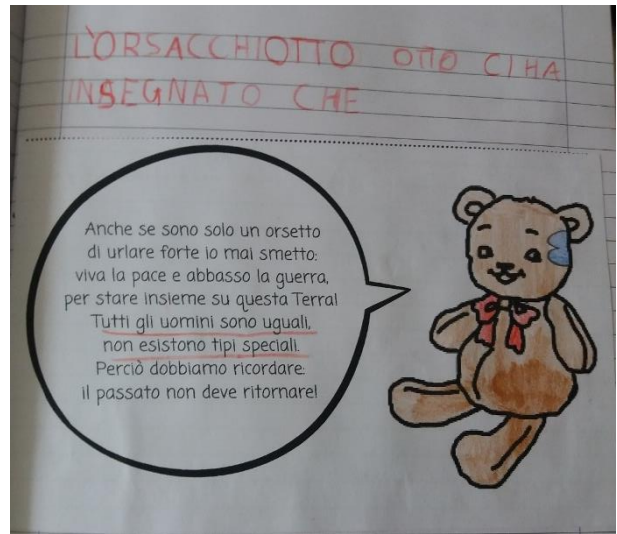 L'ORSACCHIOTTO OTTO CI HA
INSEGNATO CHE
Anche se sono solo un orsetto
di urlare forte io mai smetto:
viva la pace e abbasso la guerra,
per stare insieme su questa Terra!
Tutti gli uomini sono uguali,
non esistono tipi speciali.
Perciò dobbiamo ricordare:
il passato non deve ritornare!